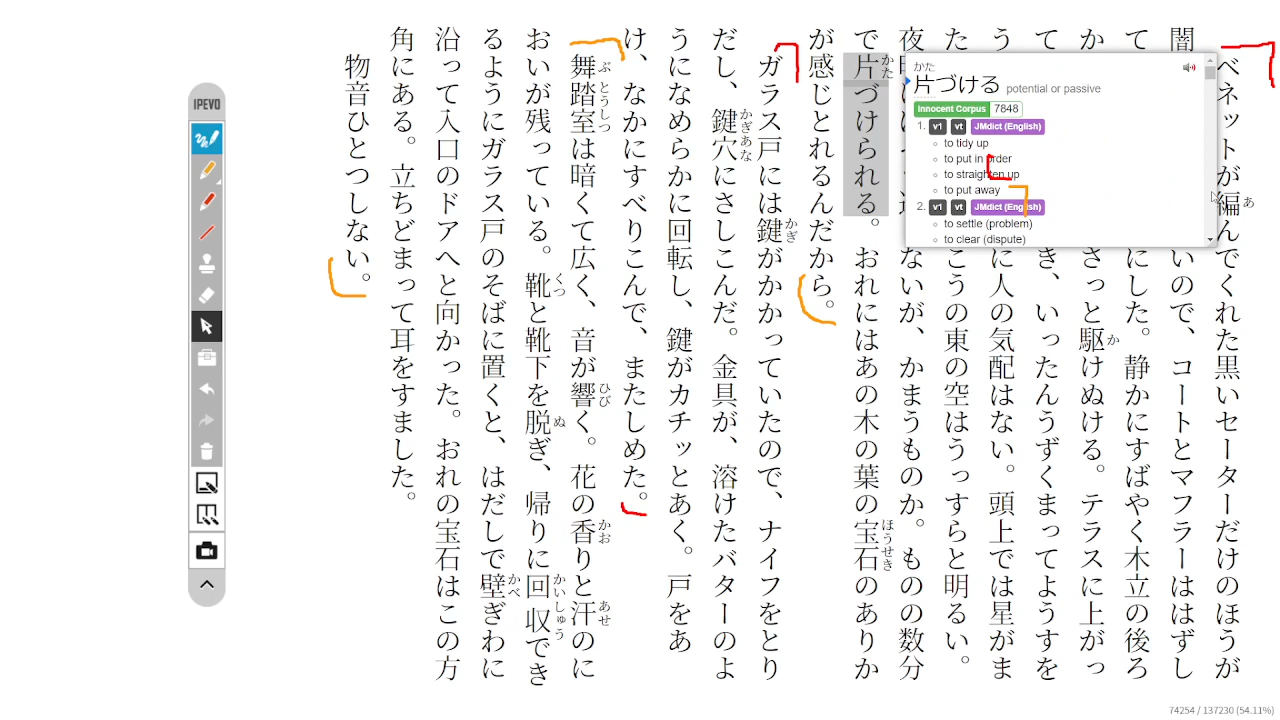 ベネットが編んでくれた黒いセーターだけのほうが
闇 いので、コートとマフラーははずし
て にした。静かにすばやく木立の後ろ
か さっと駆けぬける。テラスに上がっ
て き、いったんうずくまってようすを
う に人の気配はない。頭上では星がま
た こうの東の空はうっすらと明るい。
夜 ないが、かまうものか。ものの数分
で片づけられる。おれにはあの木の葉の宝石のありか
が感じとれるんだから。
ガラス戸には鍵がかかっていたので、ナイフをとり
だし、鍵穴にさしこんだ。金具が、溶けたバターのよ
うになめらかに回転し、鍵がカチッとあく。戸をあ
け、なかにすべりこんで、またしめた。
舞踏室は暗くて広く、音が響く。花の香りと汗のに
おいが残っている。靴と靴下を脱ぎ、帰りに回収でき
るようにガラス戸のそばに置くと、はだしで壁ぎわに
沿って入口のドアへと向かった。おれの宝石はこの方
角にある。立ちどまって耳をすました。
物音ひとつしない。
かた
片づける potential or passive
Innocent Corpus 7848
1. v1 vt JMdict (English)
to tidy up
to put in order
to straighten up
to put away
2. v1 vt JMdict (English)
to settle (problem)
to clear (dispute)
IPEVO
74254 / 137230 (54.11%)